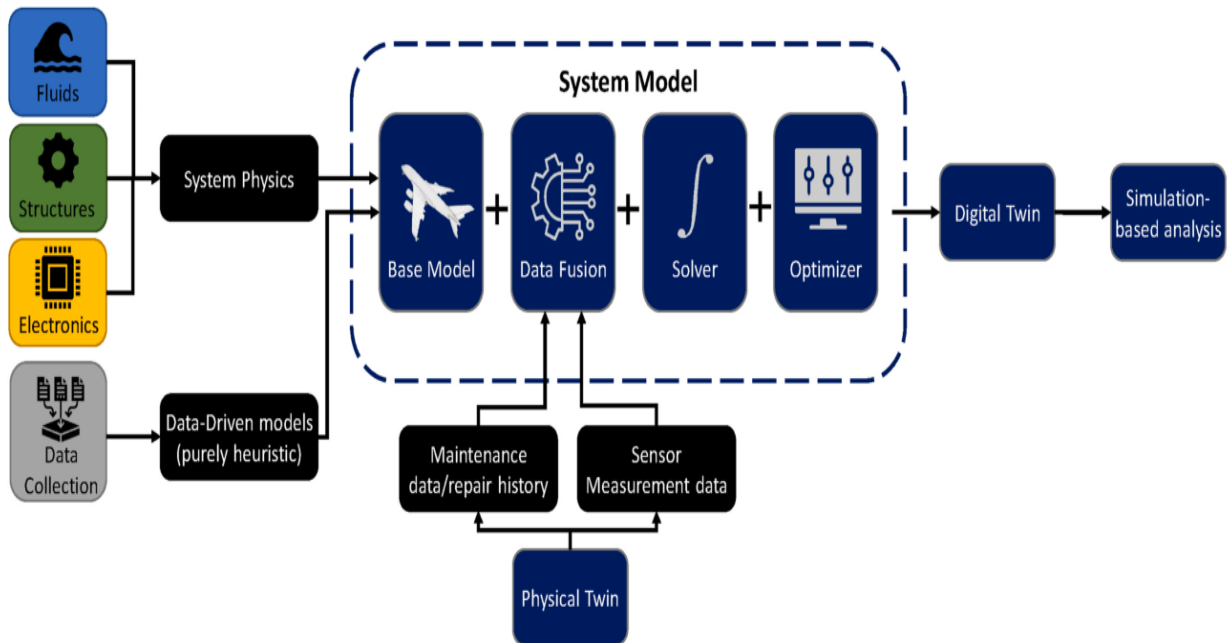 Fluids
Structures
Electronics
Data
Collection
System Physics
Data-Driven models
(purely heuristic)
System Model
Base Model
+
Data Fusion
+
Solver
+
Optimizer
Maintenance
data/repair history
Sensor
Measurement data
Physical Twin
Digital Twin
Simulation-
based analysis